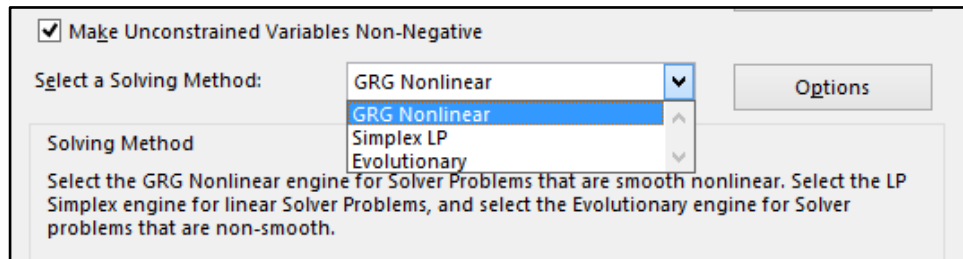 Make Unconstrained Variables Non-Negative
Select a Solving Method:
GRG Nonlinear
Options
GRG Nonlinear
Simplex LP
Evolutionary
Solving Method
Select the GRG Nonlinear engine for Solver Problems that are smooth nonlinear. Select the LP
Simplex engine for linear Solver Problems, and select the Evolutionary engine for Solver
problems that are non-smooth.